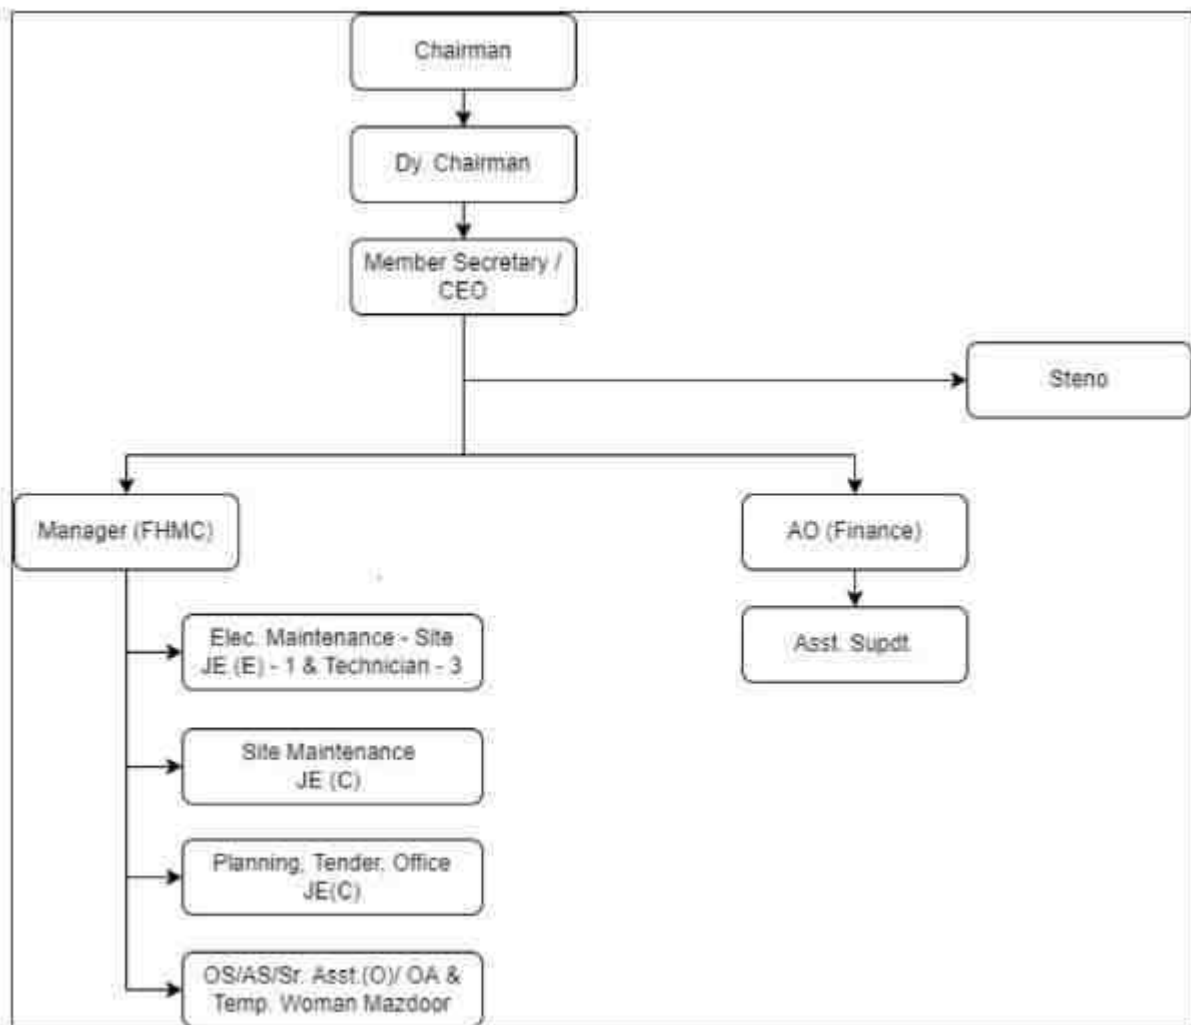 Chairman
Dy. Chairman
Member Secretary /
CEO
Steno
Manager (FHMC)
AO (Finance)
Elec. Maintenance - Site
JE (E) - 1 & Technician - 3
Asst. Supdt.
Site Maintenance
JE (C)
Planning, Tender, Office
JE(C)
OS/AS/Sr. Asst.(O)/ OA &
Temp. Woman Mazdoor